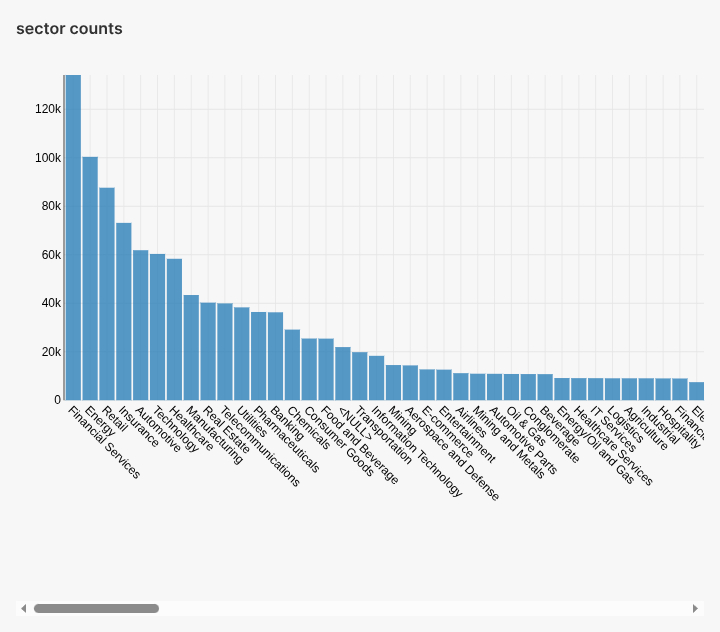 sector counts
120k
100k
80k
60k
40k
20k
0
Financial Services
Energy
Retail
Insurance
Automotive
Technology
Healthcare
Manufacturing
Real Estate
Telecommunications
Utilities
Pharmaceuticals
Banking
Chemicals
Consumer Goods
Food and Beverage
<NULL>
Transportation
Information Technology
Mining
Aerospace and Defense
E-commerce
Entertainment
Airlines
Mining and Metals
Automotive Parts
Oil & Gas
Conglomerate
Beverage
Energy/Oil and Gas
Healthcare Services
IT Services
Logistics
Agriculture
Industrial
Hospitality